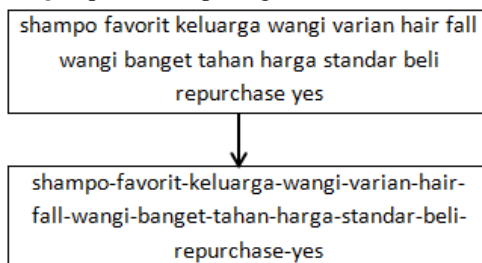 shampo favorit keluarga wangi varian hair fall
wangi banget tahan harga standar beli
repurchase yes
shampo-favorit-keluarga-wangi-varian-hair-
fall-wangi-banget-tahan-harga-standar-beli-
repurchase-yes